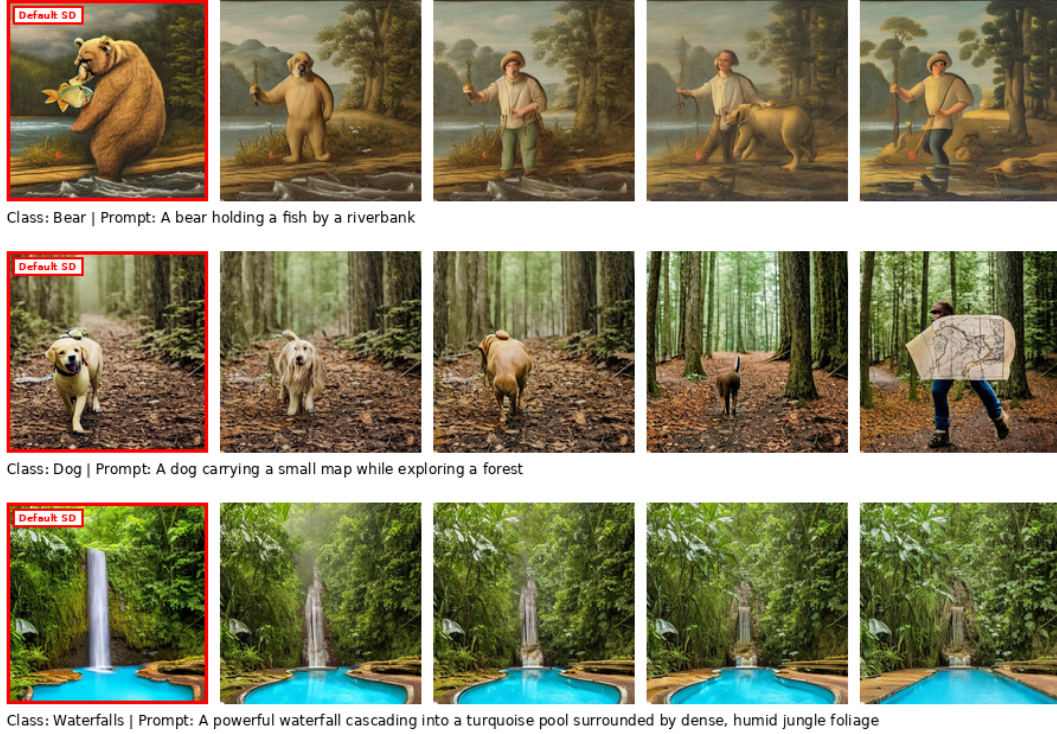 Default SD
Class: Bear | Prompt: A bear holding a fish by a riverbank
Default SD
Class: Dog | Prompt: A dog carrying a small map while exploring a forest
Default SD
Class: Waterfalls | Prompt: A powerful waterfall cascading into a turquoise pool surrounded by dense, humid jungle foliage